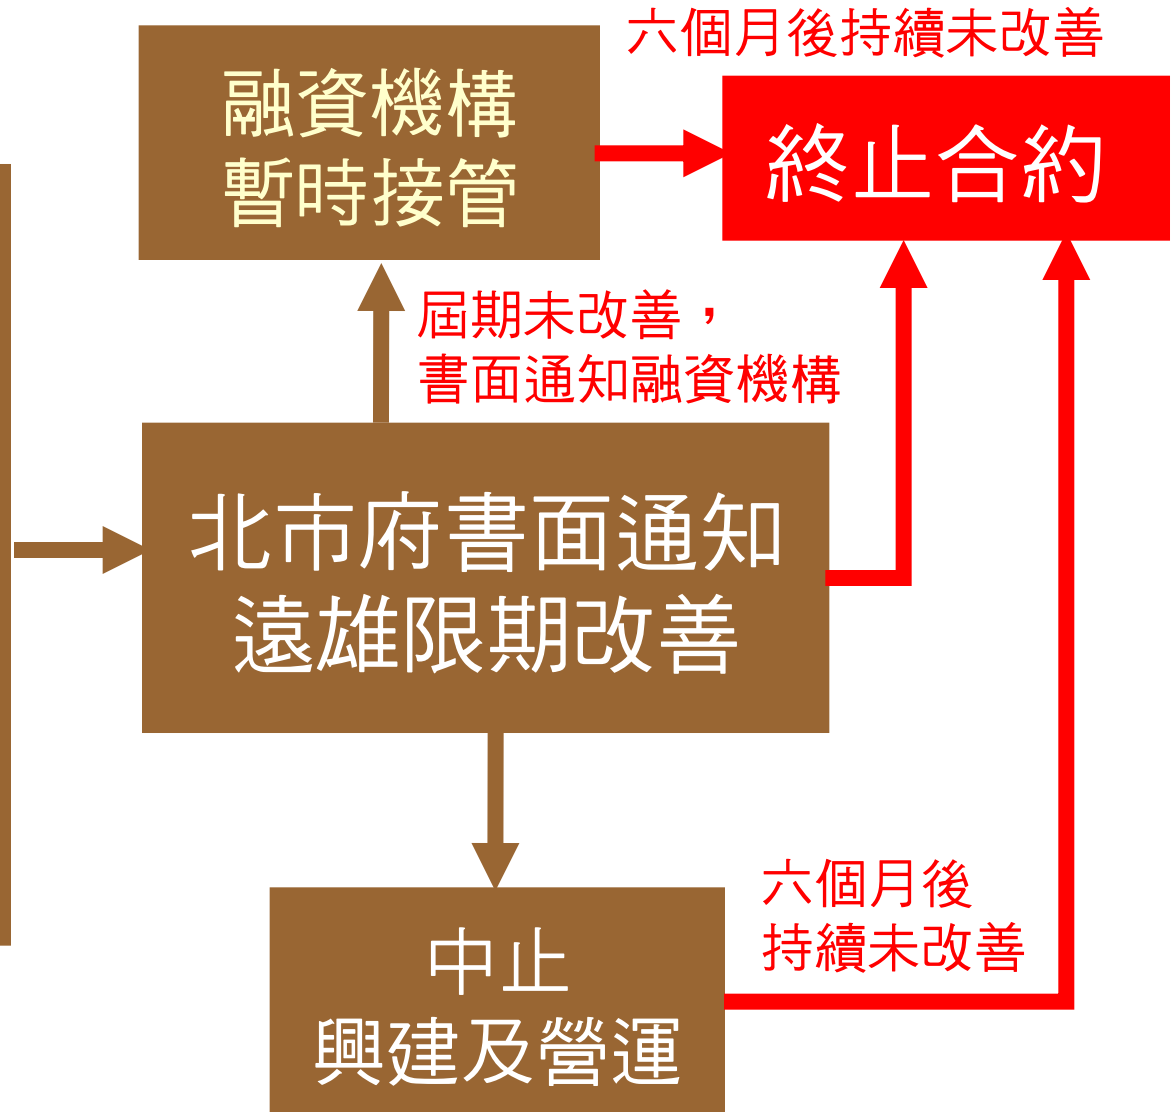 六個月後持續未改善
融資機構
暫時接管
終止合約
屆期未改善，
書面通知融資機構
北市府書面通知
遠雄限期改善
六個月後
持續未改善
中止
興建及營運